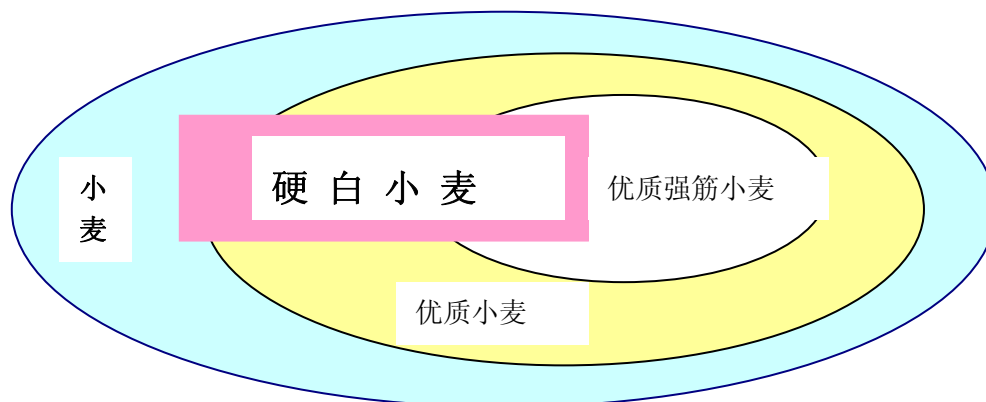 小
麦
硬 白 小 麦
优质强筋小麦
优质小麦